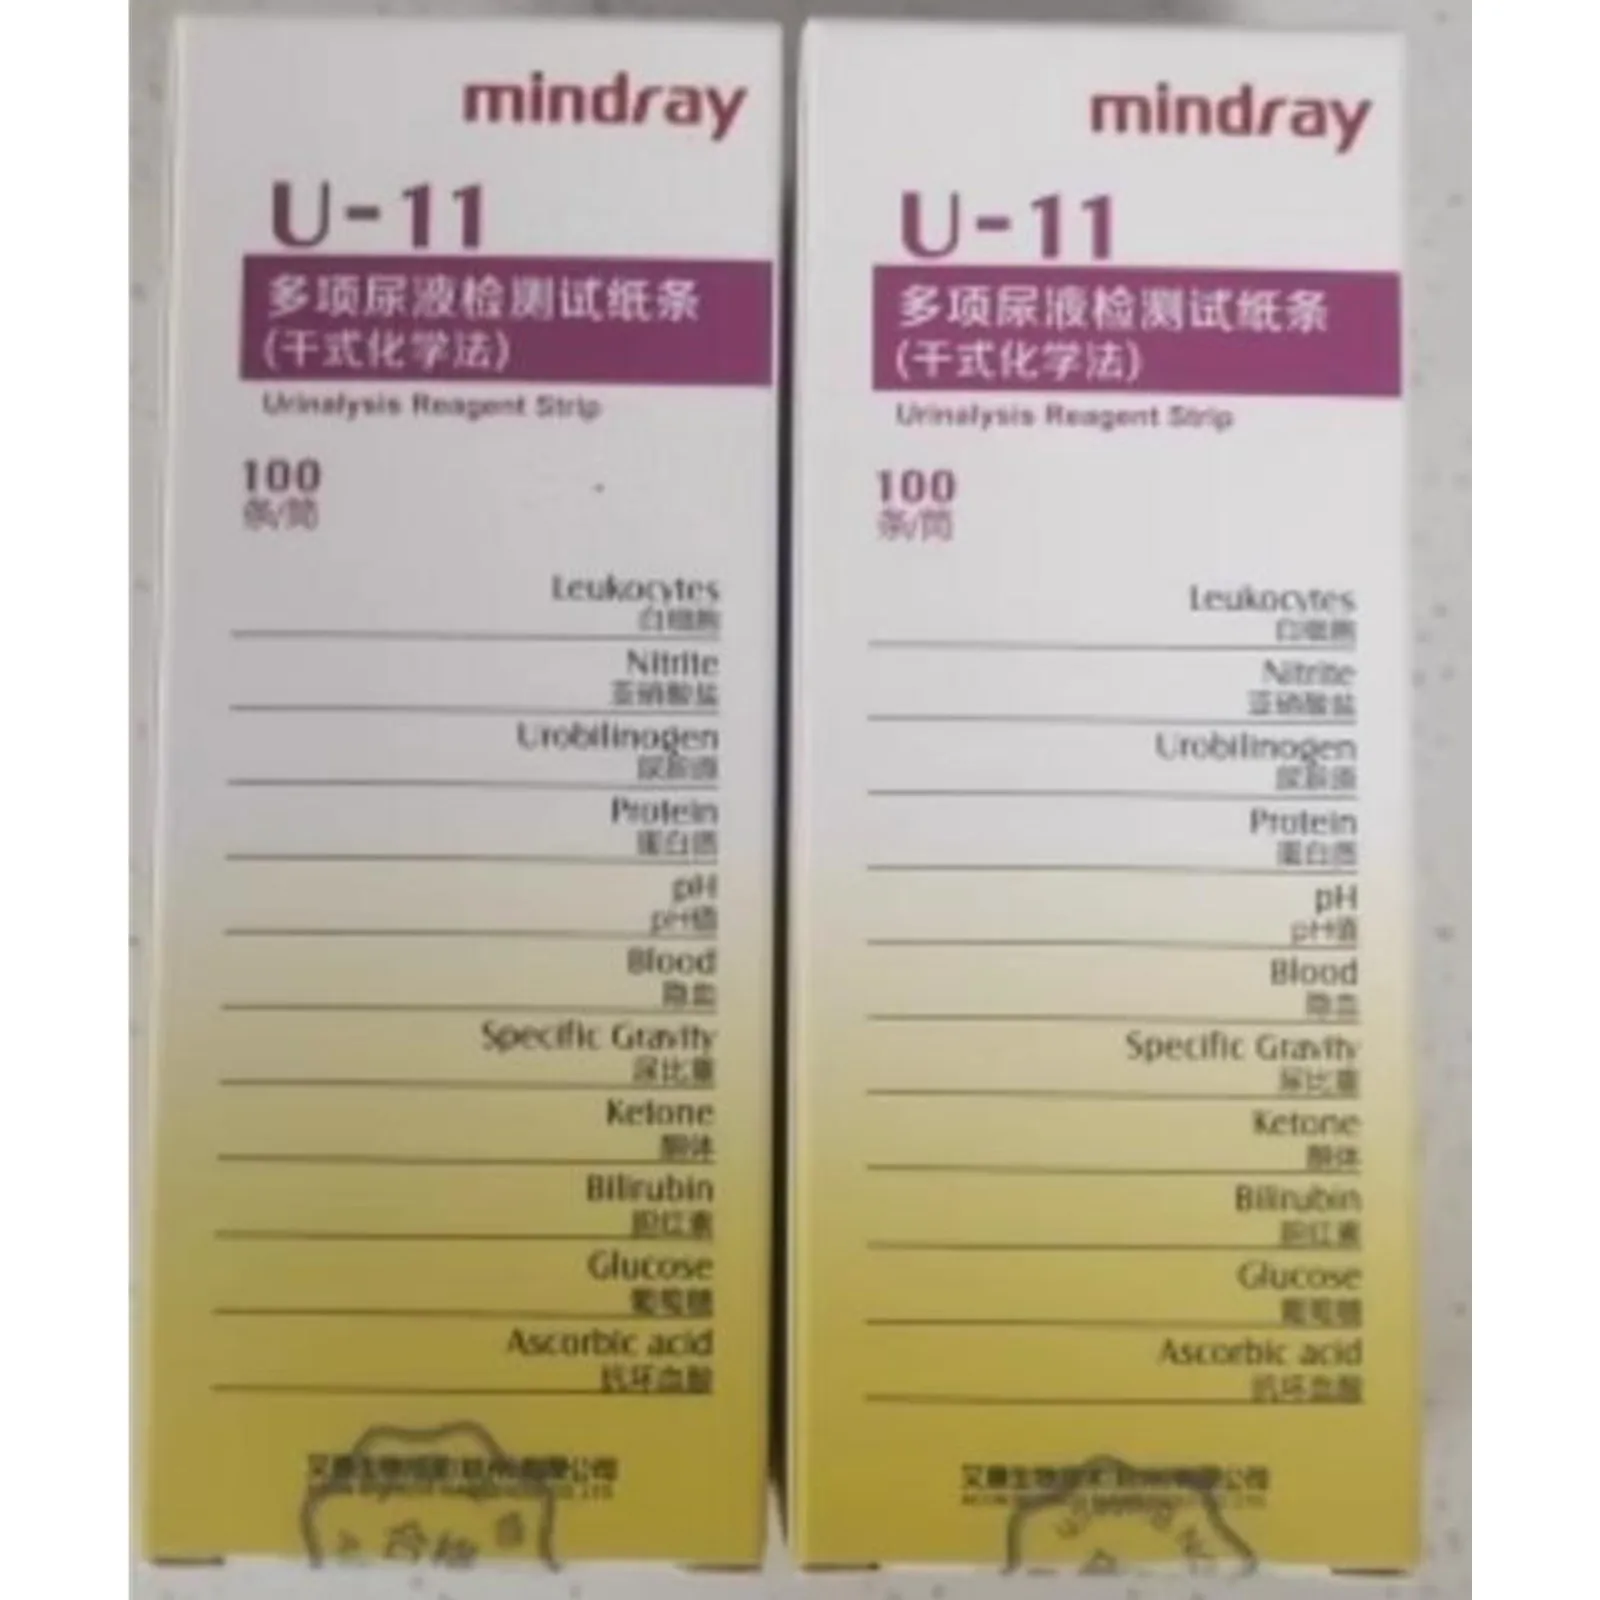 mindray
U-11
多项尿液检测试纸条
(干式化学法)
Urinalysis Reagent Strip
100
条/筒
Leukocytes
白细胞
Nitrite
亚硝酸盐
Urobilinogen
尿胆原
Protein
蛋白质
pH
pH值
Blood
隐血
Specific Gravity
尿比重
Ketone
酮体
Bilirubin
胆红素
Glucose
葡萄糖
Ascorbic acid
抗坏血酸
合格
mindray
U-11
多项尿液检测试纸条
(干式化学法)
Urinalysis Reagent Strip
100
条/筒
Leukocytes
白细胞
Nitrite
亚硝酸盐
Urobilinogen
尿胆原
Protein
蛋白质
pH
pH值
Blood
隐血
Specific Gravity
尿比重
Ketone
酮体
Bilirubin
胆红素
Glucose
葡萄糖
Ascorbic acid
抗坏血酸